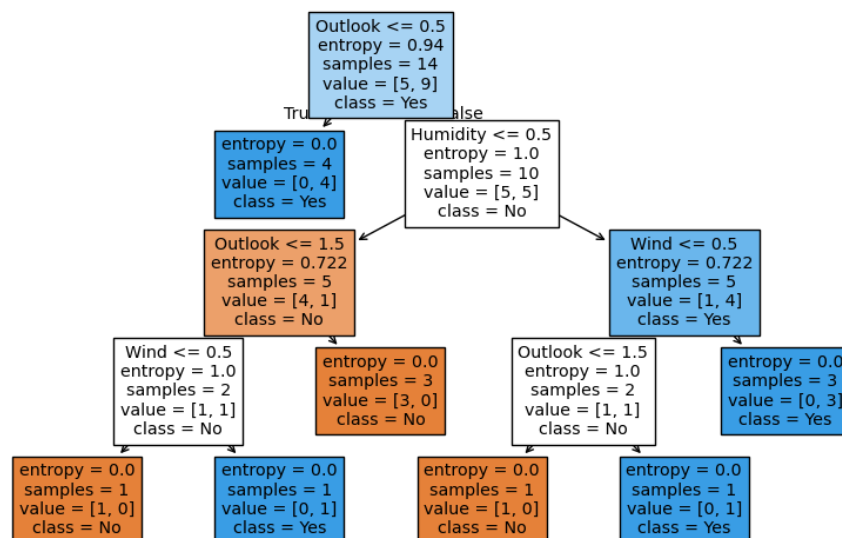 Outlook <= 0.5
entropy = 0.94
samples = 14
value = [5, 9]
class = Yes
entropy = 0.0
samples = 4
value = [0, 4]
class = Yes
Humidity <= 0.5
entropy = 1.0
samples = 10
value = [5, 5]
class = No
Outlook <= 1.5
entropy = 0.722
samples = 5
value = [4, 1]
class = No
Wind <= 0.5
entropy = 0.722
samples = 5
value = [1, 4]
class = Yes
Wind <= 0.5
entropy = 1.0
samples = 2
value = [1, 1]
class = No
entropy = 0.0
samples = 3
value = [3, 0]
class = No
Outlook <= 1.5
entropy = 1.0
samples = 2
value = [1, 1]
class = No
entropy = 0.0
samples = 3
value = [0, 3]
class = Yes
entropy = 0.0
samples = 1
value = [1, 0]
class = No
entropy = 0.0
samples = 1
value = [0, 1]
class = Yes
entropy = 0.0
samples = 1
value = [1, 0]
class = No
entropy = 0.0
samples = 1
value = [0, 1]
class = Yes